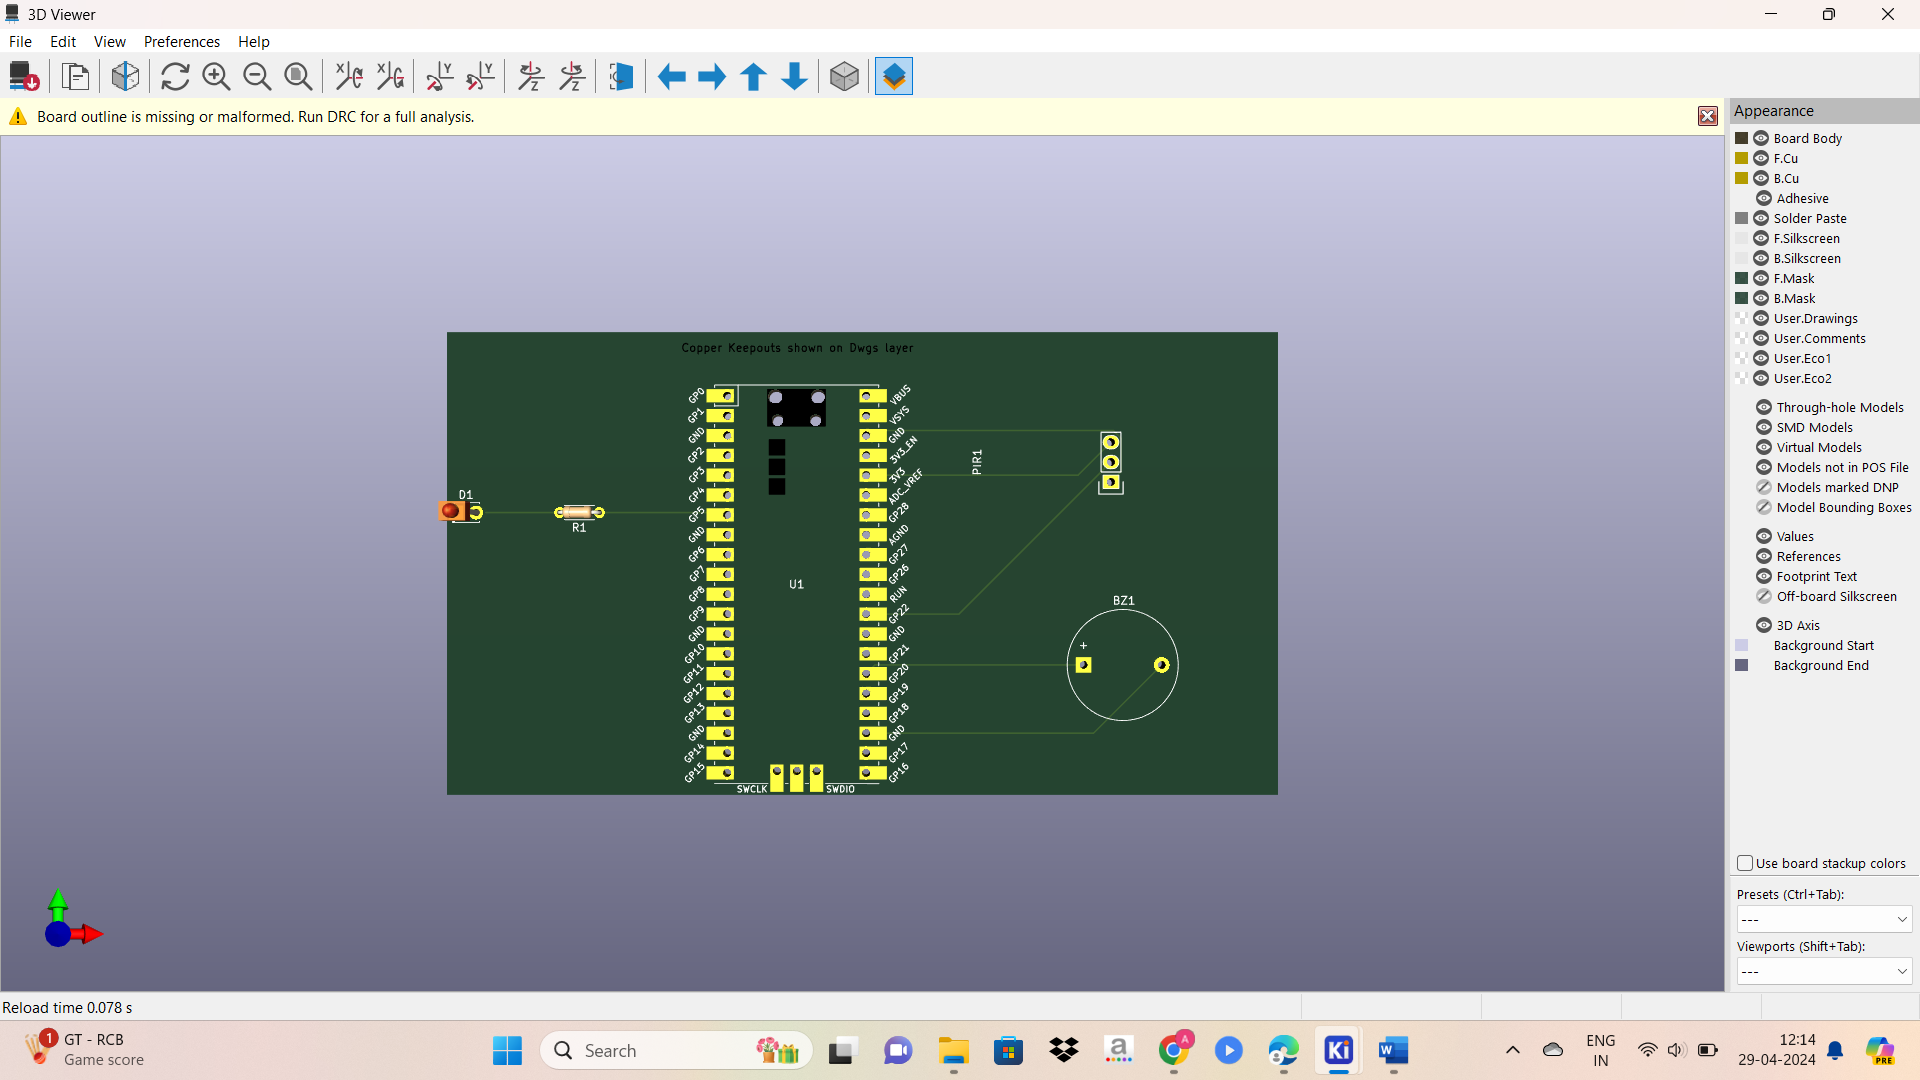 3D Viewer
File Edit View Preferences Help
Board outline is missing or malformed. Run DRC for a full analysis.
Appearance
Board Body
F.Cu
B.Cu
Adhesive
Solder Paste
F.Silkscreen
B.Silkscreen
F.Mask
B.Mask
User.Drawings
User.Comments
User.Eco1
User.Eco2
Through-hole Models
SMD Models
Virtual Models
Models not in POS File
Models marked DNP
Model Bounding Boxes
Values
References
Footprint Text
Off-board Silkscreen
3D Axis
Background Start
Background End
Use board stackup colors
Presets (Ctrl+Tab):
---
Viewports (Shift+Tab):
---
Copper Keepouts shown on Dwgs layer
GP0
GP1
GND
GP2
GP3
GP4
GP5
GND
GP6
GP7
GP8
GP9
GND
GP10
GP11
GP12
GP13
GND
GP14
GP15
VBUS
VSYS
GND
3V3_EN
3V3
ADC_VREF
GP28
AGND
GP27
GP26
RUN
GP22
GND
GP21
GP20
GP19
GP18
GND
GP17
GP16
D1
R1
U1
PIR1
BZ1
+
SWCLK
SWDIO
Reload time 0.078 s
1
GT - RCB
Game score
Search
a
A
Ki
W
ENG
IN
12:14
29-04-2024
PRE